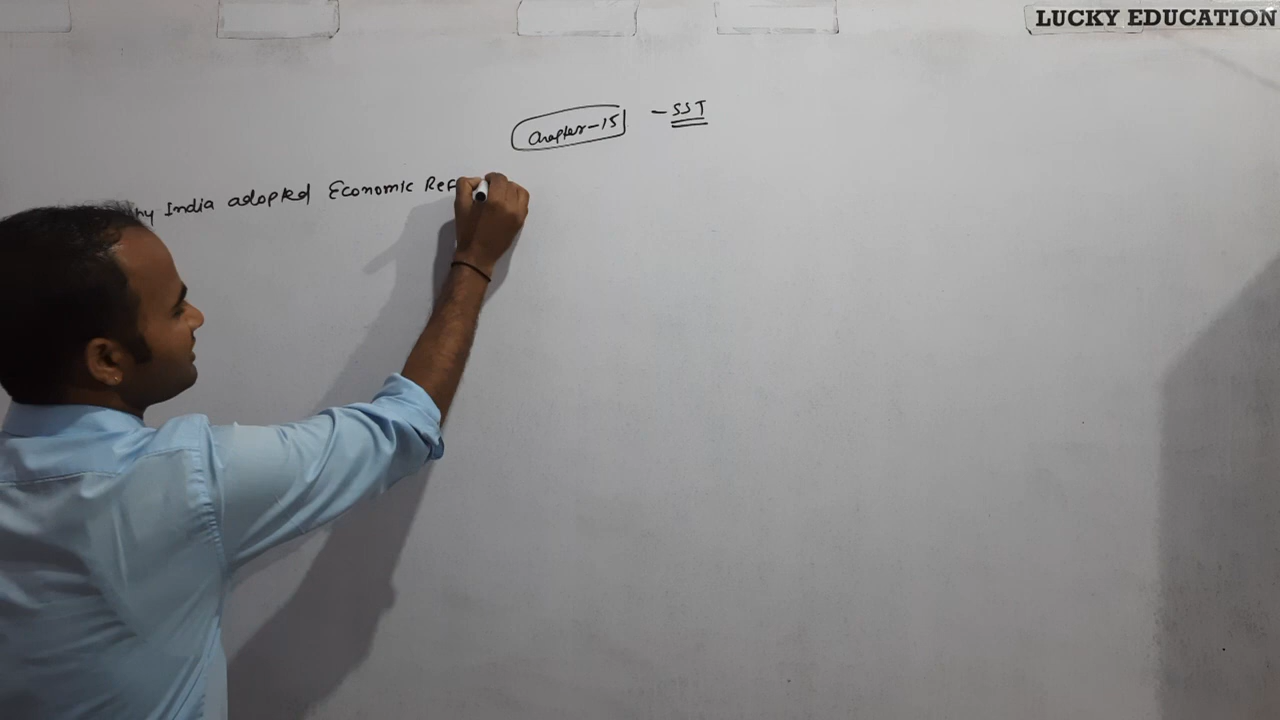 LUCKY EDUCATION
Chapter-15 - SST
hy India adopted Economic Ref